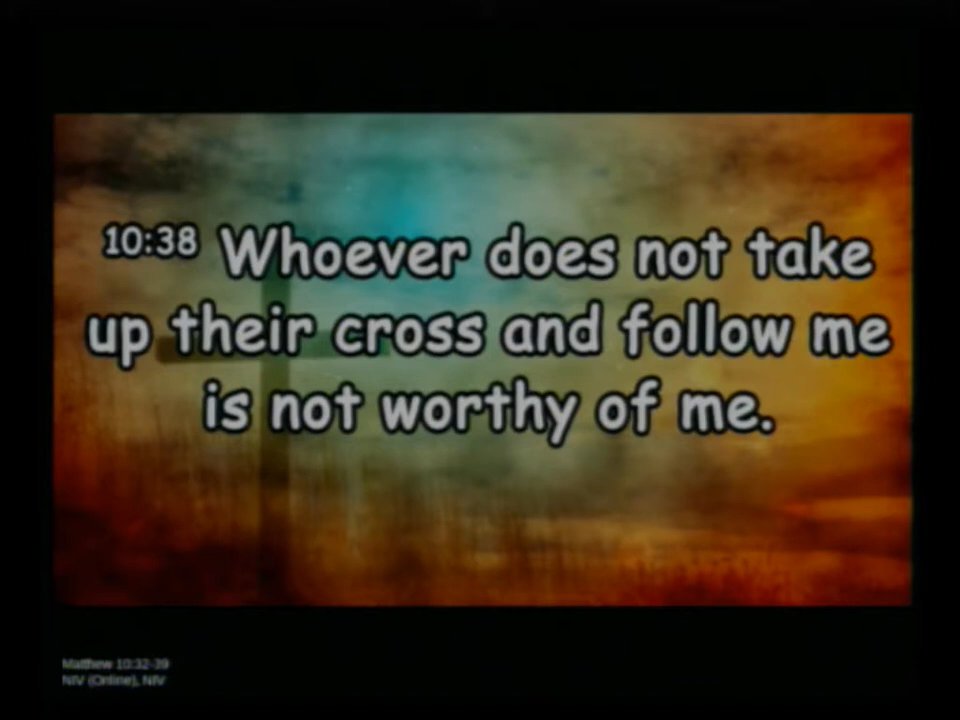 10:38 Whoever does not take
up their cross and follow me
is not worthy of me.
Matthew 10:32-39
NIV (Online), NIV